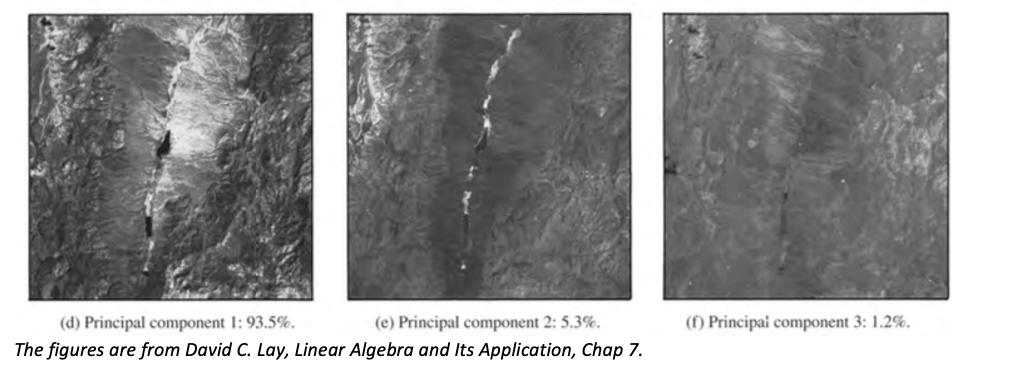 (d) Principal component 1: 93.5%. (e) Principal component 2: 5.3%. (f) Principal component 3: 1.2%.
The figures are from David C. Lay, Linear Algebra and Its Application, Chap 7.